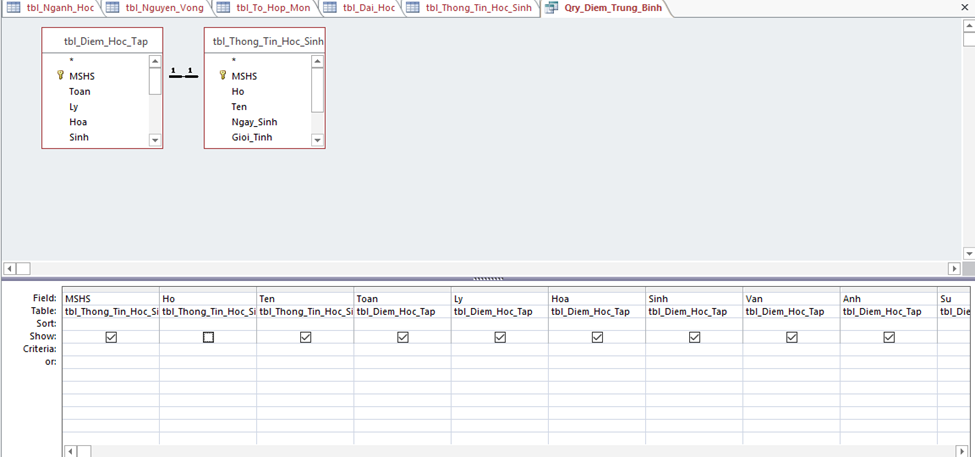 tbl_Nganh_Hoc tbl_Nguyen_Vong tbl_To_Hop_Mon tbl_Dai_Hoc tbl_Thong_Tin_Hoc_Sinh Qry_Diem_Trung_Binh
tbl_Diem_Hoc_Tap
*
MSHS
Toan
Ly
Hoa
Sinh
1 1
tbl_Thong_Tin_Hoc_Sinh
*
MSHS
Ho
Ten
Ngay_Sinh
Gioi_Tinh
Field: MSHS Ho Ten Toan Ly Hoa Sinh Van Anh Su
Table: tbl_Thong_Tin_Hoc_Si tbl_Thong_Tin_Hoc_Si tbl_Thong_Tin_Hoc_Si tbl_Diem_Hoc_Tap tbl_Diem_Hoc_Tap tbl_Diem_Hoc_Tap tbl_Diem_Hoc_Tap tbl_Diem_Hoc_Tap tbl_Diem_Hoc_Tap tbl_Die
Sort:
Show:
Criteria:
or: